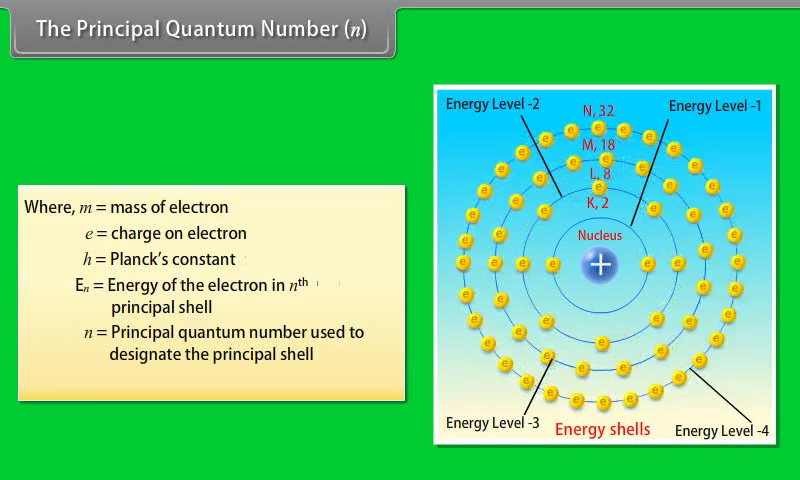 The Principal Quantum Number (n)
Where, m = mass of electron
e = charge on electron
h = Planck's constant
En = Energy of the electron in nth
principal shell
n = Principal quantum number used to
designate the principal shell
Energy Level -2
N, 32
Energy Level -1
M, 18
L, 8
K, 2
Nucleus
+
Energy Level -3
Energy shells
Energy Level -4